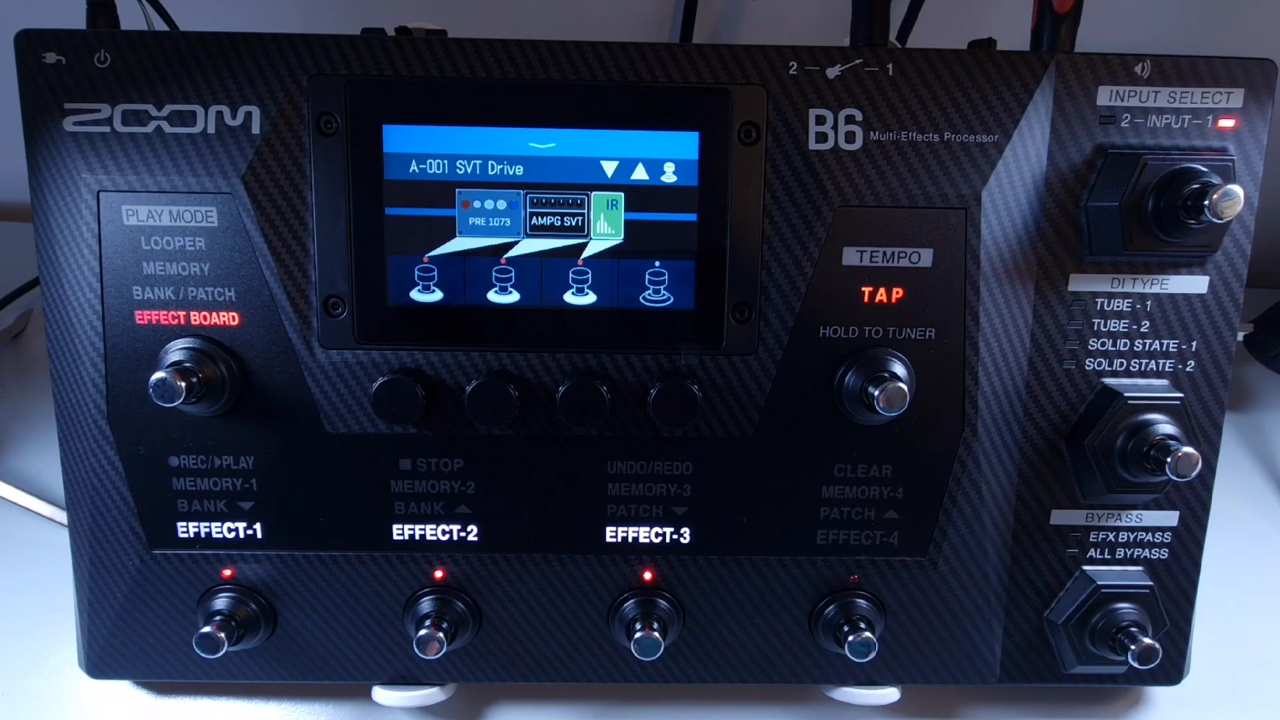 ZOOM
2 1
B6 Multi-Effects Processor
INPUT SELECT
2-INPUT-1
A-001 SVT Drive
PRE 1073
AMPG SVT
IR
PLAY MODE
LOOPER
MEMORY
BANK / PATCH
EFFECT BOARD
TEMPO
TAP
HOLD TO TUNER
DI TYPE
TUBE - 1
TUBE - 2
SOLID STATE - 1
SOLID STATE - 2
REC/PLAY
MEMORY-1
BANK
EFFECT-1
STOP
MEMORY-2
BANK
EFFECT-2
UNDO/REDO
MEMORY-3
PATCH
EFFECT-3
CLEAR
MEMORY-4
PATCH
EFFECT-4
BYPASS
EFX BYPASS
ALL BYPASS